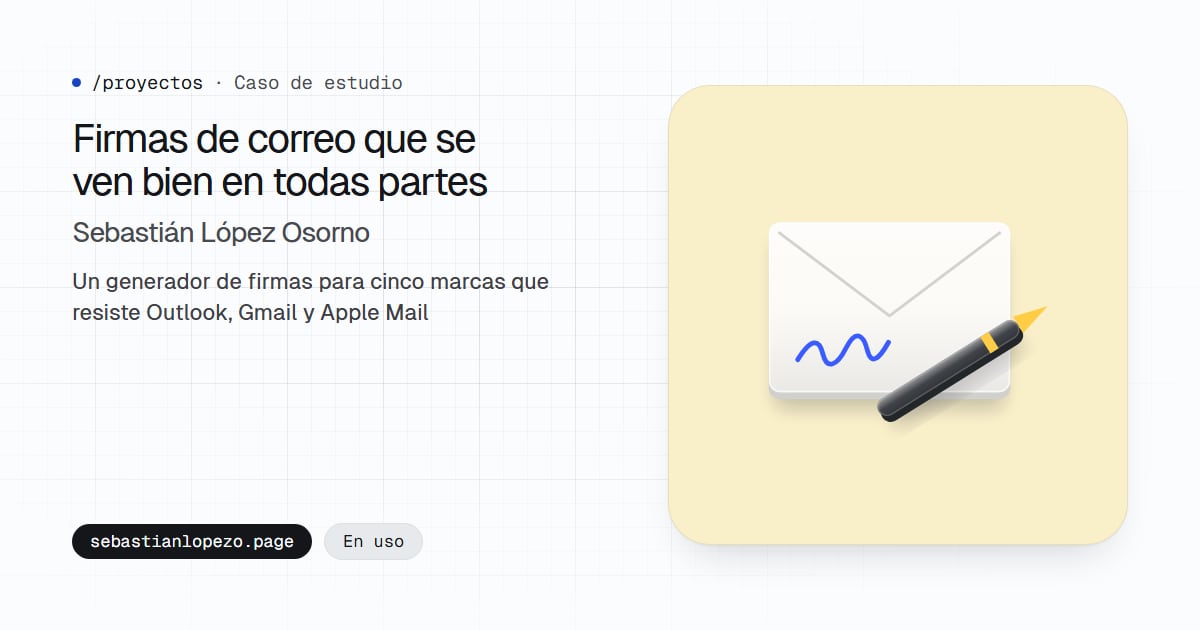 /proyectos · Caso de estudio
Firmas de correo que se
ven bien en todas partes
Sebastián López Osorno
Un generador de firmas para cinco marcas que
resiste Outlook, Gmail y Apple Mail
sebastianlopezo.page
En uso